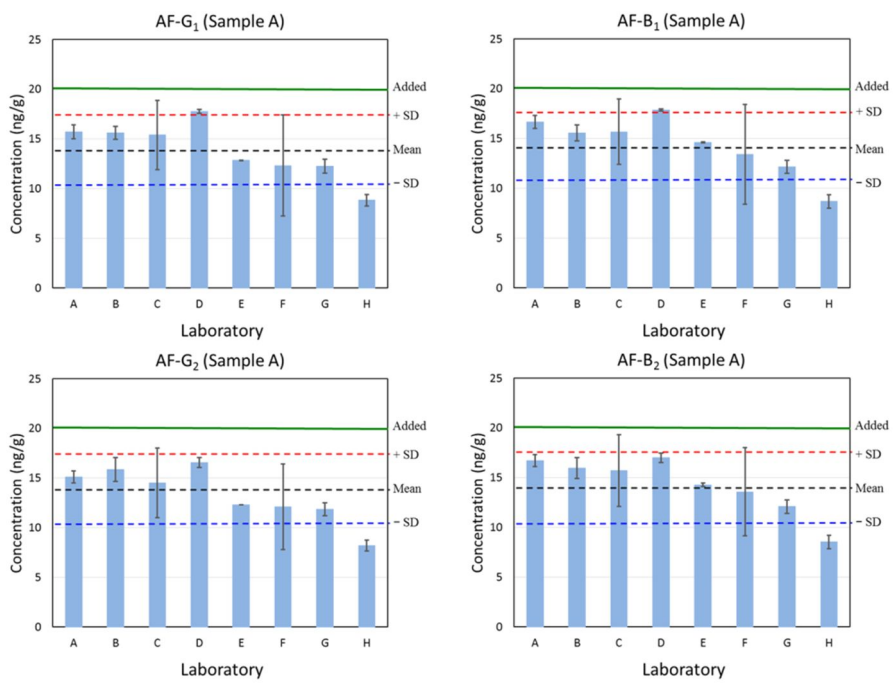 AF-G₁ (Sample A)
Concentration (ng/g)
25
20
15
10
5
0
Added
+ SD
Mean
− SD
A B C D E F G H
Laboratory
AF-B₁ (Sample A)
Concentration (ng/g)
25
20
15
10
5
0
Added
+ SD
Mean
− SD
A B C D E F G H
Laboratory
AF-G₂ (Sample A)
Concentration (ng/g)
25
20
15
10
5
0
Added
+ SD
Mean
− SD
A B C D E F G H
Laboratory
AF-B₂ (Sample A)
Concentration (ng/g)
25
20
15
10
5
0
Added
+ SD
Mean
− SD
A B C D E F G H
Laboratory